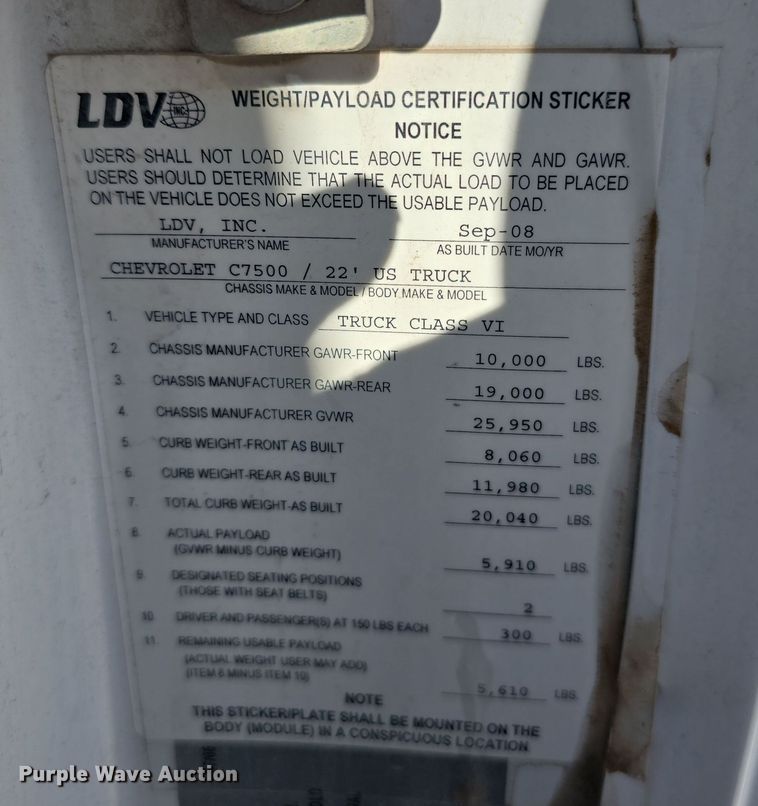 LDV INC. WEIGHT/PAYLOAD CERTIFICATION STICKER
NOTICE
USERS SHALL NOT LOAD VEHICLE ABOVE THE GVWR AND GAWR.
USERS SHOULD DETERMINE THAT THE ACTUAL LOAD TO BE PLACED
ON THE VEHICLE DOES NOT EXCEED THE USABLE PAYLOAD.
LDV, INC. Sep-08
MANUFACTURER'S NAME AS BUILT DATE MO/YR
CHEVROLET C7500 / 22' US TRUCK
CHASSIS MAKE & MODEL / BODY MAKE & MODEL
1. VEHICLE TYPE AND CLASS TRUCK CLASS VI
2. CHASSIS MANUFACTURER GAWR-FRONT 10,000 LBS.
3. CHASSIS MANUFACTURER GAWR-REAR 19,000 LBS.
4. CHASSIS MANUFACTURER GVWR 25,950 LBS.
5. CURB WEIGHT-FRONT AS BUILT 8,060 LBS.
6. CURB WEIGHT-REAR AS BUILT 11,980 LBS.
7. TOTAL CURB WEIGHT-AS BUILT 20,040 LBS.
8. ACTUAL PAYLOAD
(GVWR MINUS CURB WEIGHT) 5,910 LBS.
9. DESIGNATED SEATING POSITIONS
(THOSE WITH SEAT BELTS) 2
10. DRIVER AND PASSENGER(S) AT 150 LBS EACH 300 LBS.
11. REMAINING USABLE PAYLOAD
(ACTUAL WEIGHT USER MAY ADD)
(ITEM 8 MINUS ITEM 10) 5,610 LBS.
NOTE
THIS STICKER/PLATE SHALL BE MOUNTED ON THE
BODY (MODULE) IN A CONSPICUOUS LOCATION
Purple Wave Auction